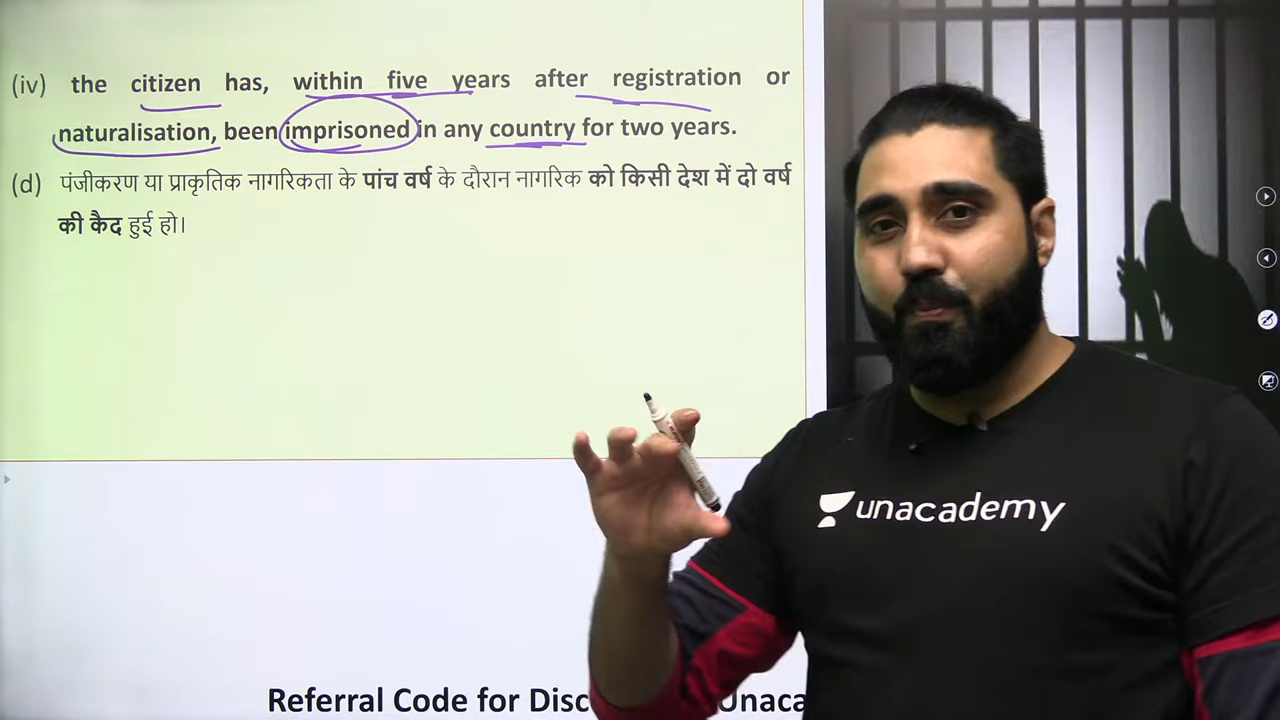 (iv) the citizen has, within five years after registration or
naturalisation, been imprisoned in any country for two years.
(d) पंजीकरण या प्राकृतिक नागरिकता के पांच वर्ष के दौरान नागरिक को किसी देश में दो वर्ष
की कैद हुई हो।
unacademy
Referral Code for Disc Unaca